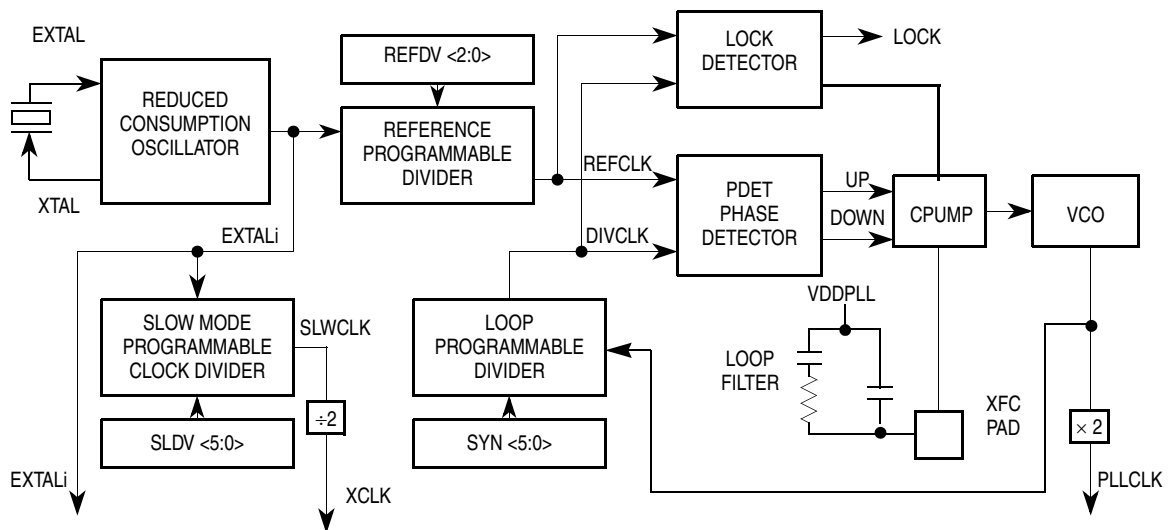 EXTAL
REDUCED
CONSUMPTION
OSCILLATOR
XTAL
REFDV <2:0>
REFERENCE
PROGRAMMABLE
DIVIDER
LOCK
DETECTOR
LOCK
REFCLK
PDET
PHASE
DETECTOR
UP
DOWN
CPUMP
VCO
EXTALi
DIVCLK
SLOW MODE
PROGRAMMABLE
CLOCK DIVIDER
SLWCLK
÷2
SLDV <5:0>
EXTALi
XCLK
LOOP
PROGRAMMABLE
DIVIDER
SYN <5:0>
VDDPLL
LOOP
FILTER
XFC
PAD
× 2
PLLCLK